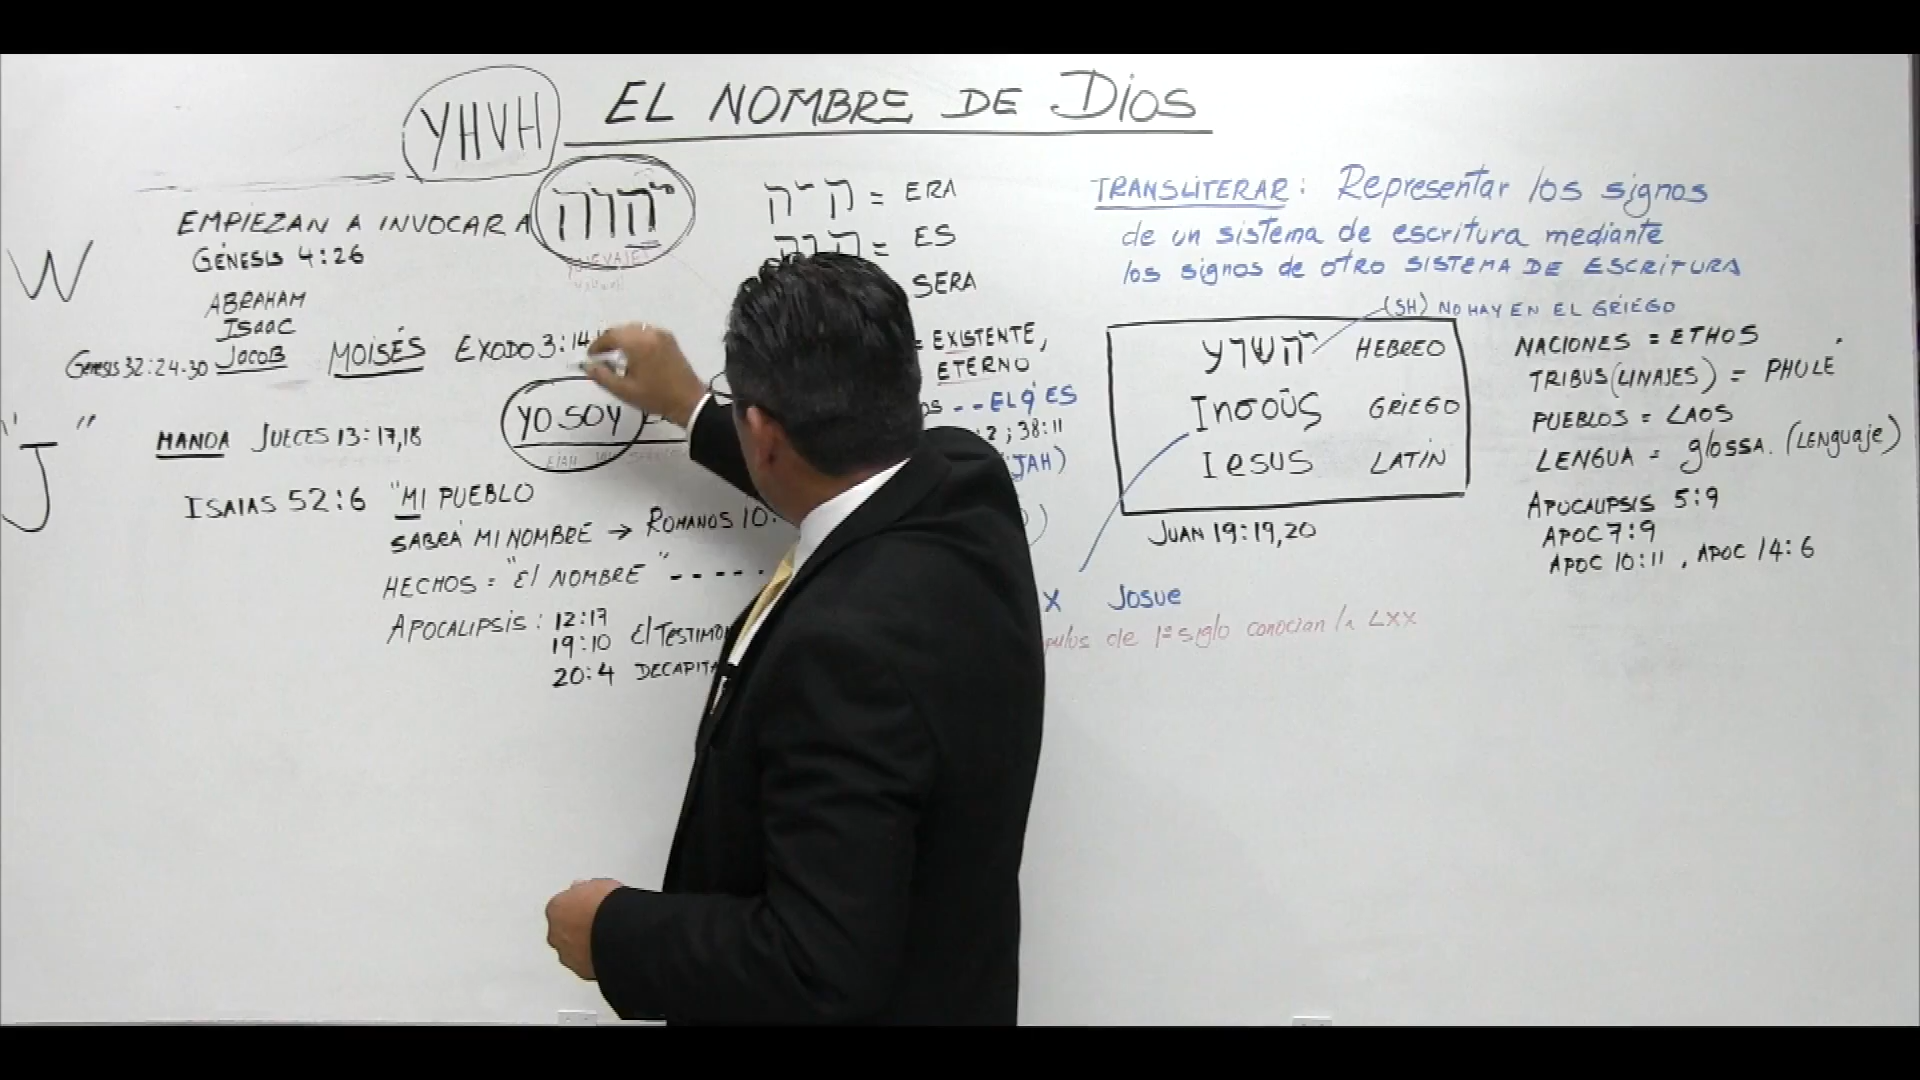 YHVH EL NOMBRE DE DIOS
EMPIEZAN A INVOCAR A יהוה
GÉNESIS 4:26
ABRAHAM
ISAAC
Genesis 32:24-30 JACOB MOISÉS EXODO 3:14
YO SOY
W
"J"
MANOA JUECES 13:17,18
ISAIAS 52:6 "MI PUEBLO
SABRÁ MI NOMBRE → ROMANOS 10:
HECHOS = "El NOMBRE" - - - - -
APOCALIPSIS: 12:17
19:10 El TESTIMO
20:4 DECAPITA
היה = ERA
הוה = ES
SERA
= EXISTENTE,
ETERNO
OS - - EL Q' ES
2 ; 38:11
JAH)
TRANSLITERAR: Representar los signos
de un sistema de escritura mediante
los signos de otro SISTEMA DE ESCRITURA
(SH) NO HAY EN EL GRIEGO
יהשוע HEBREO
Ιησοῦς GRIEGO
Iesus LATIN
JUAN 19:19,20
X Josue
pulos de 1º siglo conocian la LXX
NACIONES = ETHOS
TRIBUS (LINAJES) = PHULÉ
PUEBLOS = LAOS
LENGUA = glossa. (LENguaje)
APOCALIPSIS 5:9
APOC 7:9
APOC 10:11, APOC 14:6